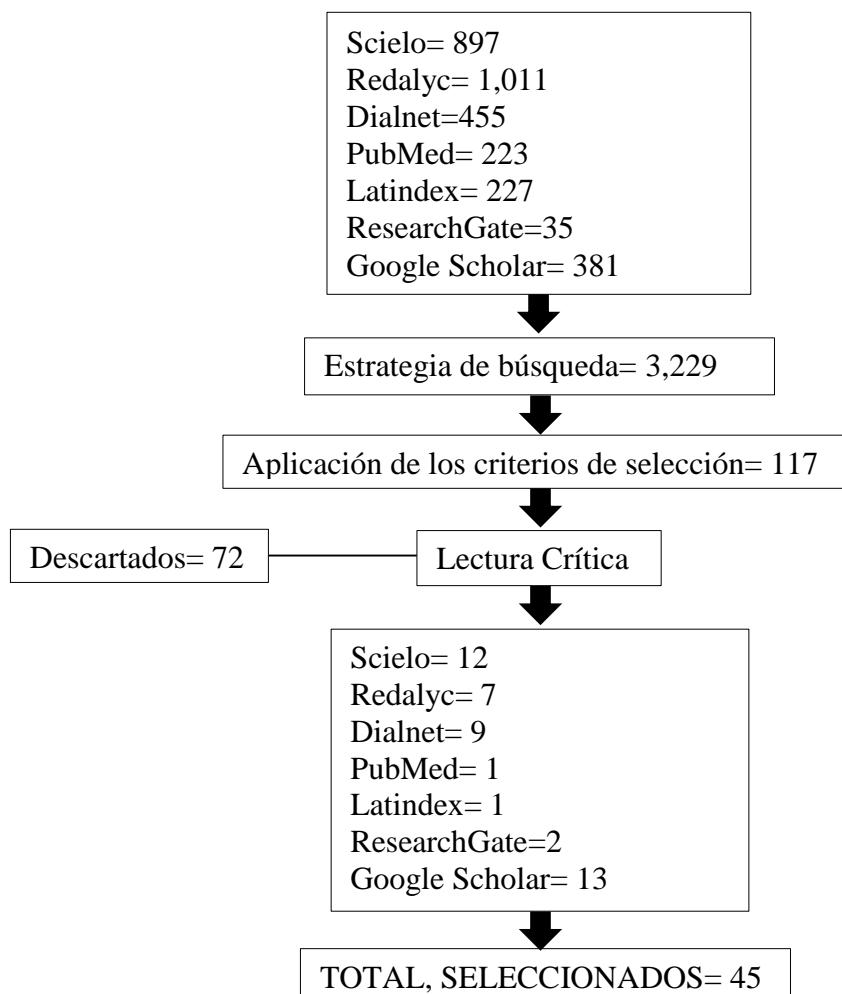 Scielo= 897
Redalyc= 1,011
Dialnet=455
PubMed= 223
Latindex= 227
ResearchGate=35
Google Scholar= 381
Estrategia de búsqueda= 3,229
Aplicación de los criterios de selección= 117
Descartados= 72
Lectura Crítica
Scielo= 12
Redalyc= 7
Dialnet= 9
PubMed= 1
Latindex= 1
ResearchGate=2
Google Scholar= 13
TOTAL, SELECCIONADOS= 45